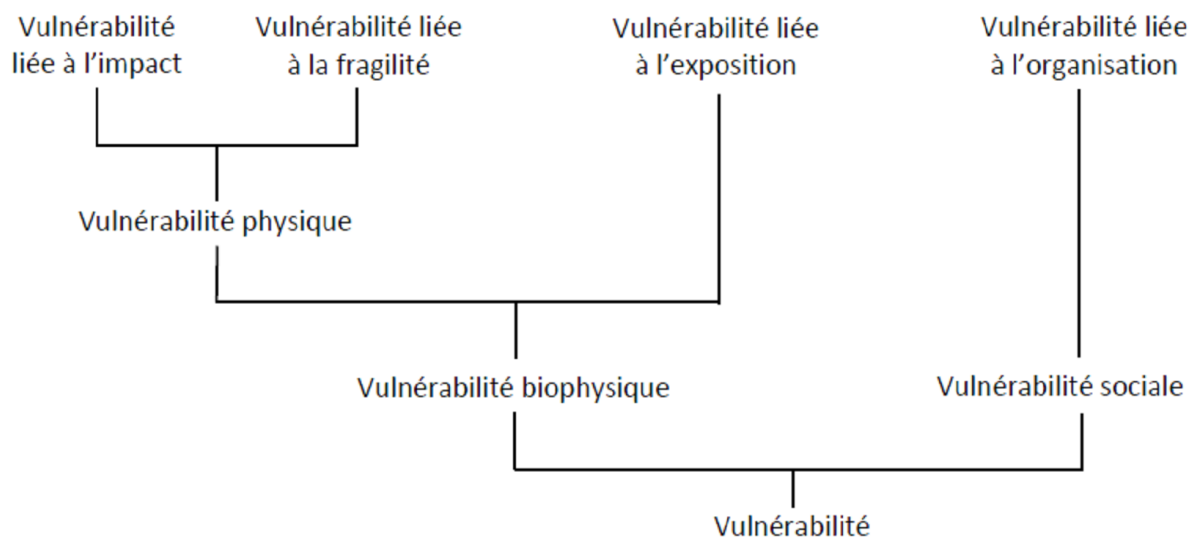 Vulnérabilité
liée à l’impact
Vulnérabilité liée
à la fragilité
Vulnérabilité liée
à l’exposition
Vulnérabilité liée
à l’organisation
Vulnérabilité physique
Vulnérabilité biophysique
Vulnérabilité sociale
Vulnérabilité